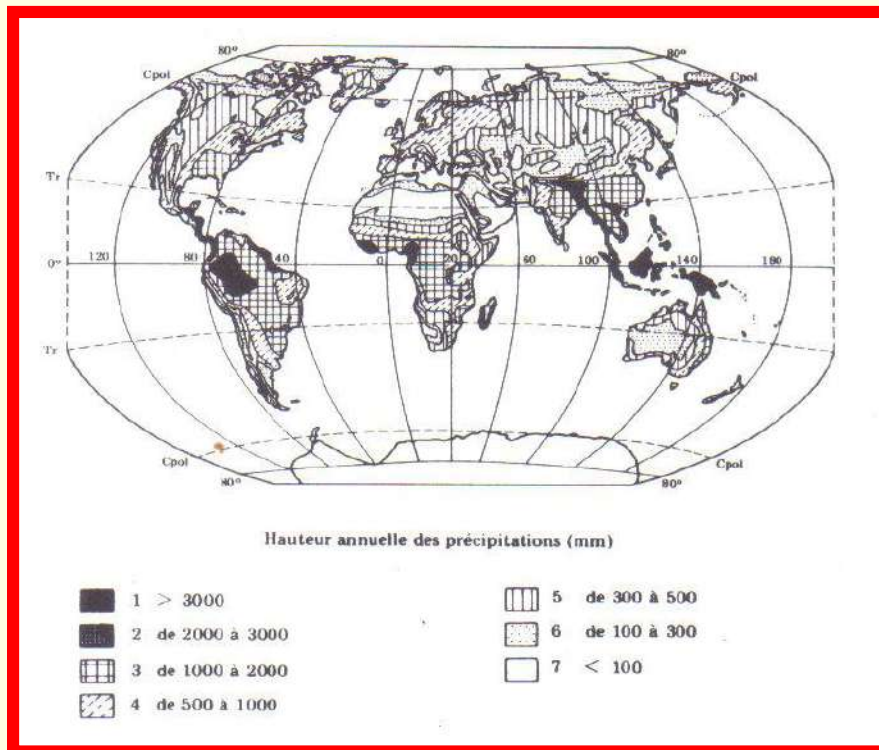 80° 80°
Cpol Cpol
Tr Tr
0° 120 80 40 0 20 60 100 140 180
Tr Tr
Cpol Cpol
80° 80°
Hauteur annuelle des précipitations (mm)
1 > 3000
2 de 2000 à 3000
3 de 1000 à 2000
4 de 500 à 1000
5 de 300 à 500
6 de 100 à 300
7 < 100